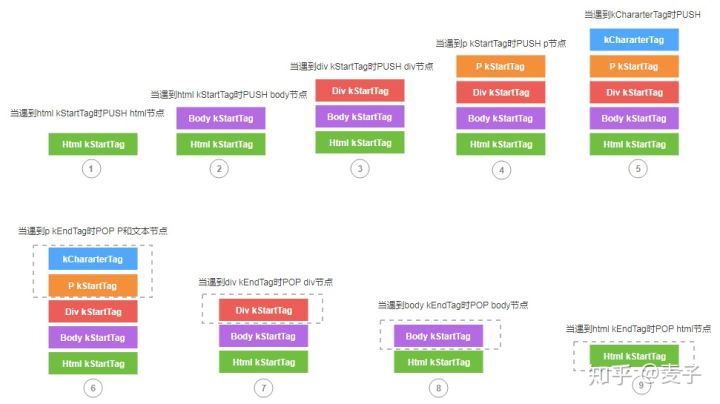 当遇到html kStartTag时PUSH html节点
Html kStartTag
1
当遇到html kStartTag时PUSH body节点
Body kStartTag
Html kStartTag
2
当遇到div kStartTag时PUSH div节点
Div kStartTag
Body kStartTag
Html kStartTag
3
当遇到p kStartTag时PUSH p节点
P kStartTag
Div kStartTag
Body kStartTag
Html kStartTag
4
当遇到kChararterTag时PUSH
kChararterTag
P kStartTag
Div kStartTag
Body kStartTag
Html kStartTag
5
当遇到p kEndTag时POP P和文本节点
kChararterTag
P kStartTag
Div kStartTag
Body kStartTag
Html kStartTag
6
当遇到div kEndTag时POP div节点
Div kStartTag
Body kStartTag
Html kStartTag
7
当遇到body kEndTag时POP body节点
Body kStartTag
Html kStartTag
8
当遇到html kEndTag时POP html节点
Html kStartTag
9
知乎 @麦子